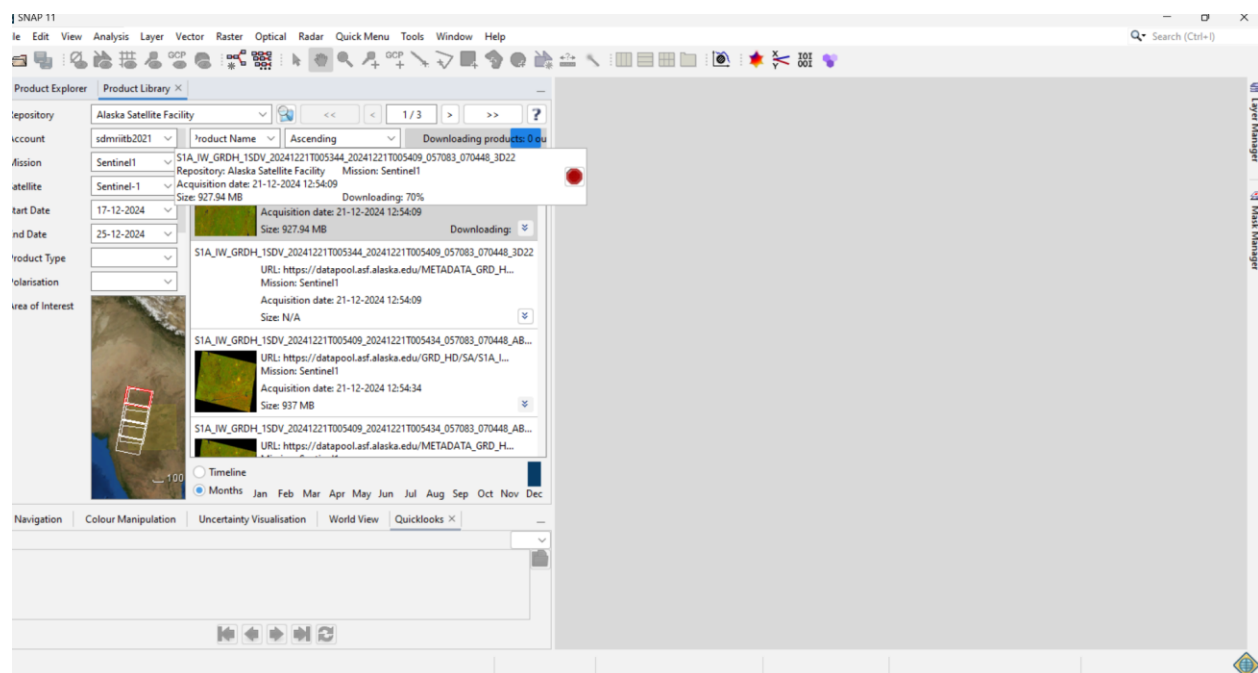 SNAP 11
le Edit View Analysis Layer Vector Raster Optical Radar Quick Menu Tools Window Help
Search (Ctrl+I)
GCP GCP
Product Explorer Product Library
epository Alaska Satellite Facility << < 1/3 > >> ?
ccount sdmriitb2021 Product Name Ascending Downloading products: 0 ou
ission Sentinel1
S1A_IW_GRDH_1SDV_20241221T005344_20241221T005409_057083_070448_3D22
Repository: Alaska Satellite Facility Mission: Sentinel1
Acquisition date: 21-12-2024 12:54:09
Size: 927.94 MB Downloading: 70%
atellite Sentinel-1
tart Date 17-12-2024
Acquisition date: 21-12-2024 12:54:09
Size: 927.94 MB Downloading:
nd Date 25-12-2024
roduct Type
olarisation
rea of Interest
100
S1A_IW_GRDH_1SDV_20241221T005344_20241221T005409_057083_070448_3D22
URL: https://datapool.asf.alaska.edu/METADATA_GRD_H...
Mission: Sentinel1
Acquisition date: 21-12-2024 12:54:09
Size: N/A
S1A_IW_GRDH_1SDV_20241221T005409_20241221T005434_057083_070448_AB...
URL: https://datapool.asf.alaska.edu/GRD_HD/SA/S1A_I...
Mission: Sentinel1
Acquisition date: 21-12-2024 12:54:34
Size: 937 MB
S1A_IW_GRDH_1SDV_20241221T005409_20241221T005434_057083_070448_AB...
URL: https://datapool.asf.alaska.edu/METADATA_GRD_H...
Timeline
Months Jan Feb Mar Apr May Jun Jul Aug Sep Oct Nov Dec
Navigation Colour Manipulation Uncertainty Visualisation World View Quicklooks
Layer Manager
Mask Manager